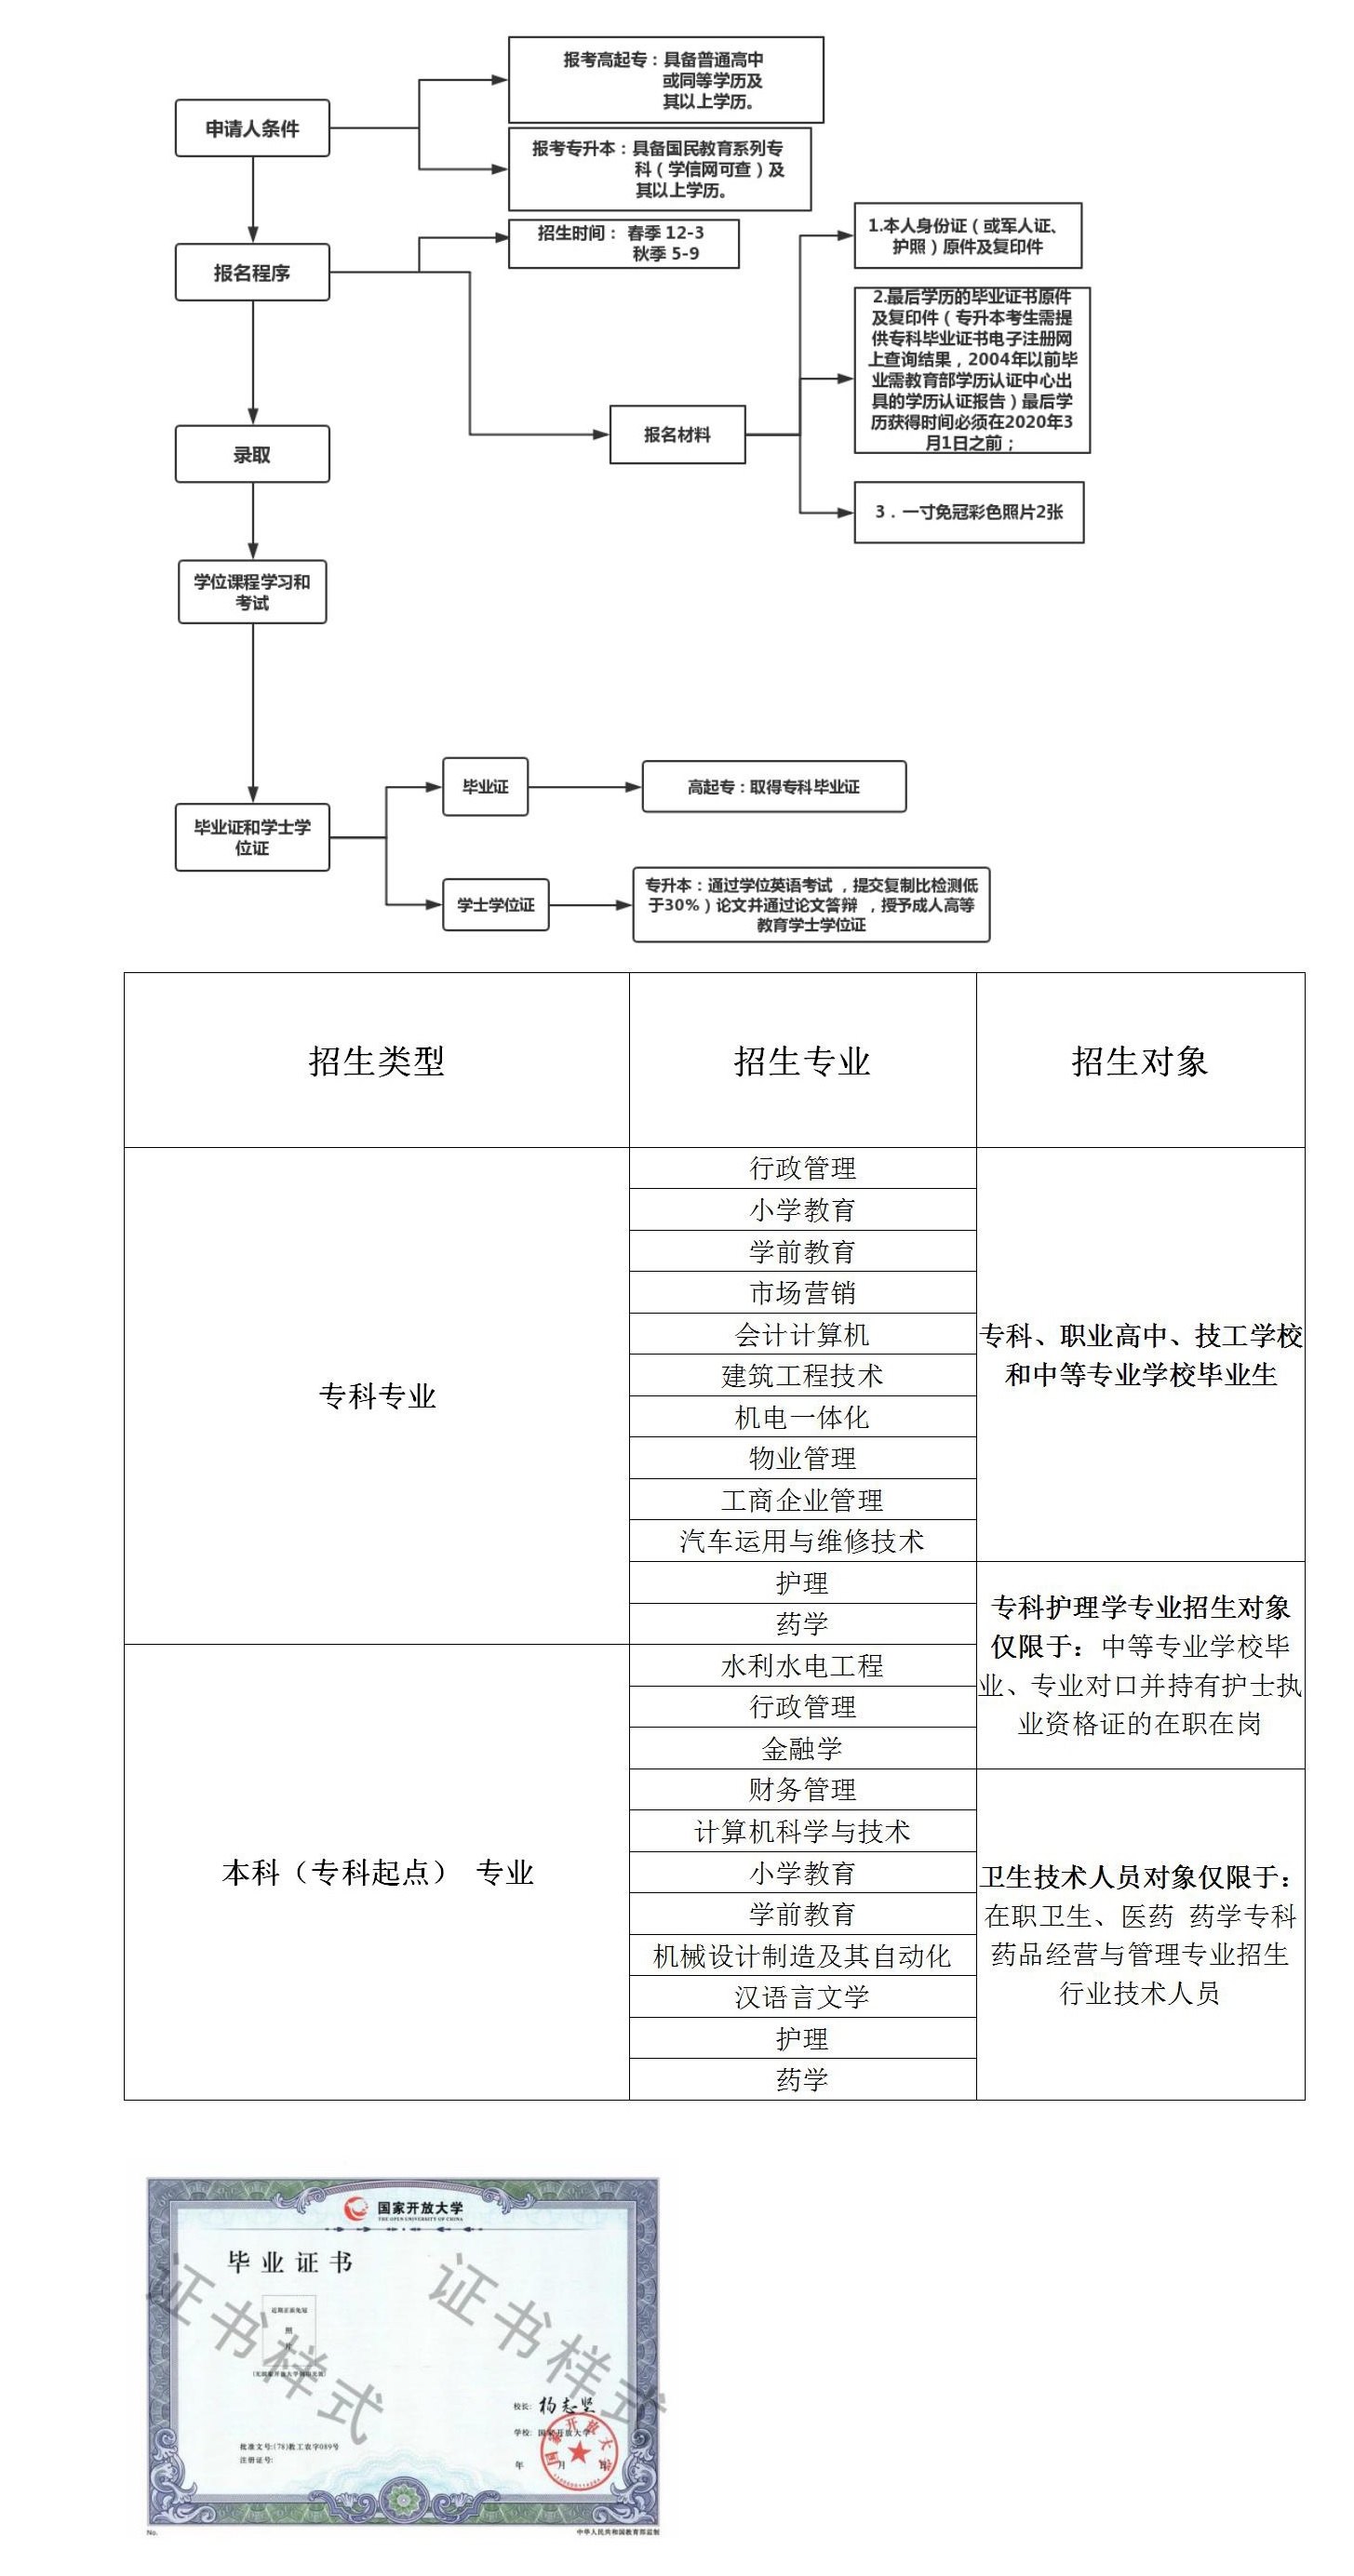 报考高起专：具备普通高中
或同等学历及
其以上学历。
申请人条件
报考专升本：具备国民教育系列专
科（学信网可查）及
其以上学历。
招生时间： 春季 12-3
秋季 5-9
报名程序
1.本人身份证（或军人证、
护照）原件及复印件
2.最后学历的毕业证书原件
及复印件（专升本考生需提
供专科毕业证书电子注册网
上查询结果，2004年以前毕
业需教育部学历认证中心出
具的学历认证报告）最后学
历获得时间必须在2020年3
月1日之前；
报名材料
录取
3．一寸免冠彩色照片2张
学位课程学习和
考试
毕业证
高起专：取得专科毕业证
毕业证和学士学
位证
学士学位证
专升本：通过学位英语考试 ，提交复制比检测低
于30%）论文并通过论文答辩 ，授予成人高等
教育学士学位证
招生类型
招生专业
招生对象
专科专业
行政管理
小学教育
学前教育
市场营销
会计计算机
建筑工程技术
机电一体化
物业管理
工商企业管理
汽车运用与维修技术
护理
药学
专科、职业高中、技工学校
和中等专业学校毕业生
专科护理学专业招生对象
仅限于：中等专业学校毕
业、专业对口并持有护士执
业资格证的在职在岗
本科（专科起点） 专业
水利水电工程
行政管理
金融学
财务管理
计算机科学与技术
小学教育
学前教育
机械设计制造及其自动化
汉语言文学
护理
药学
卫生技术人员对象仅限于：
在职卫生、医药 药学专科
药品经营与管理专业招生
行业技术人员
国家开放大学
THE OPEN UNIVERSITY OF CHINA
毕业证书
近期正面免冠
照
片
证书样式
证书样式
校长: 杨志坚
学校: 国家开放大学
年 月
国家开放大学
批准文号:(78)教工农字089号
注册证号:
No.
中华人民共和国教育部监制